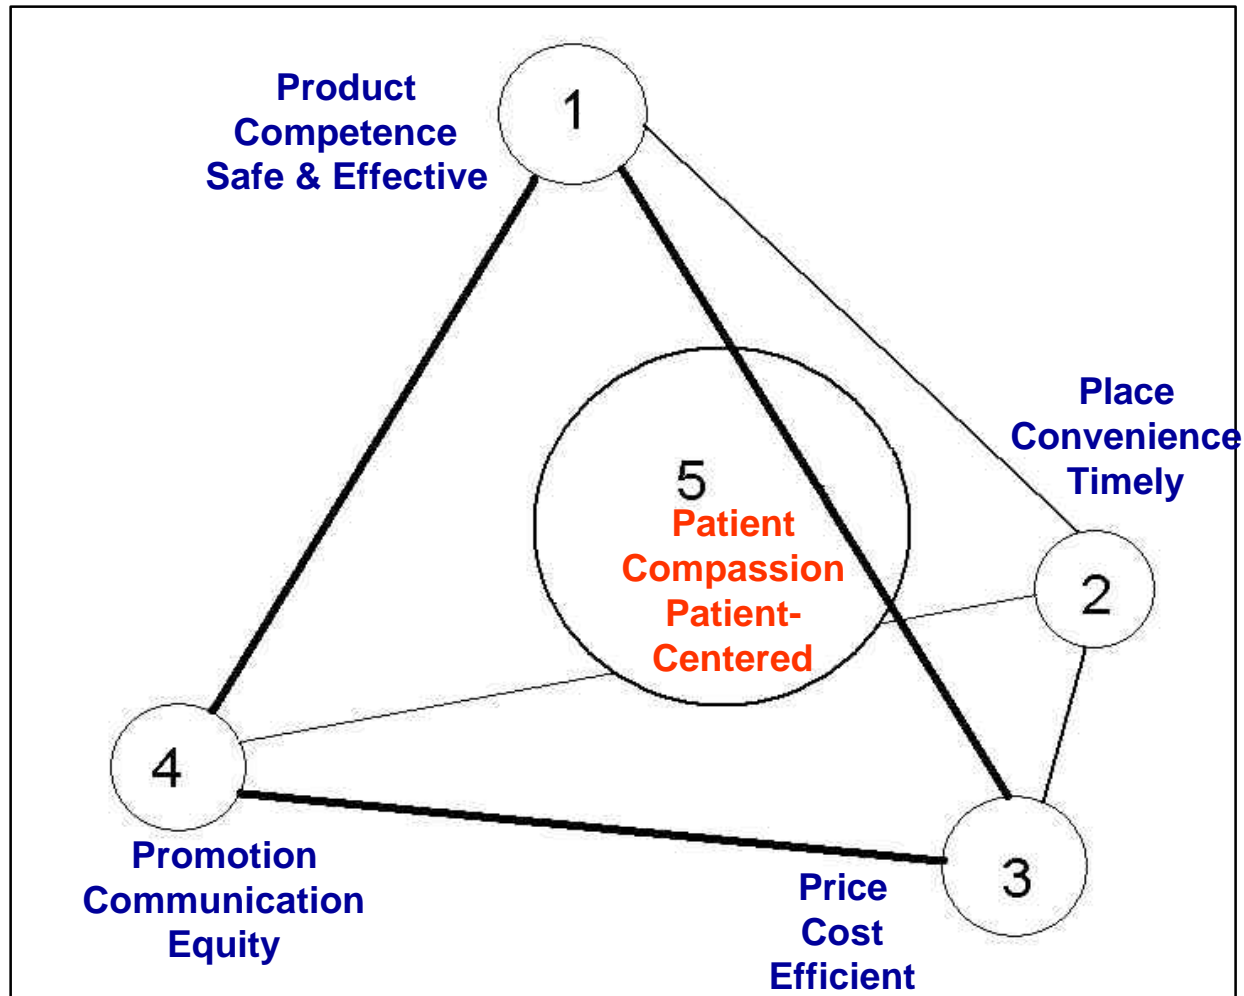 1
Product
Competence
Safe & Effective
Place
Convenience
Timely
2
5
Patient
Compassion
Patient-
Centered
4
Promotion
Communication
Equity
3
Price
Cost
Efficient